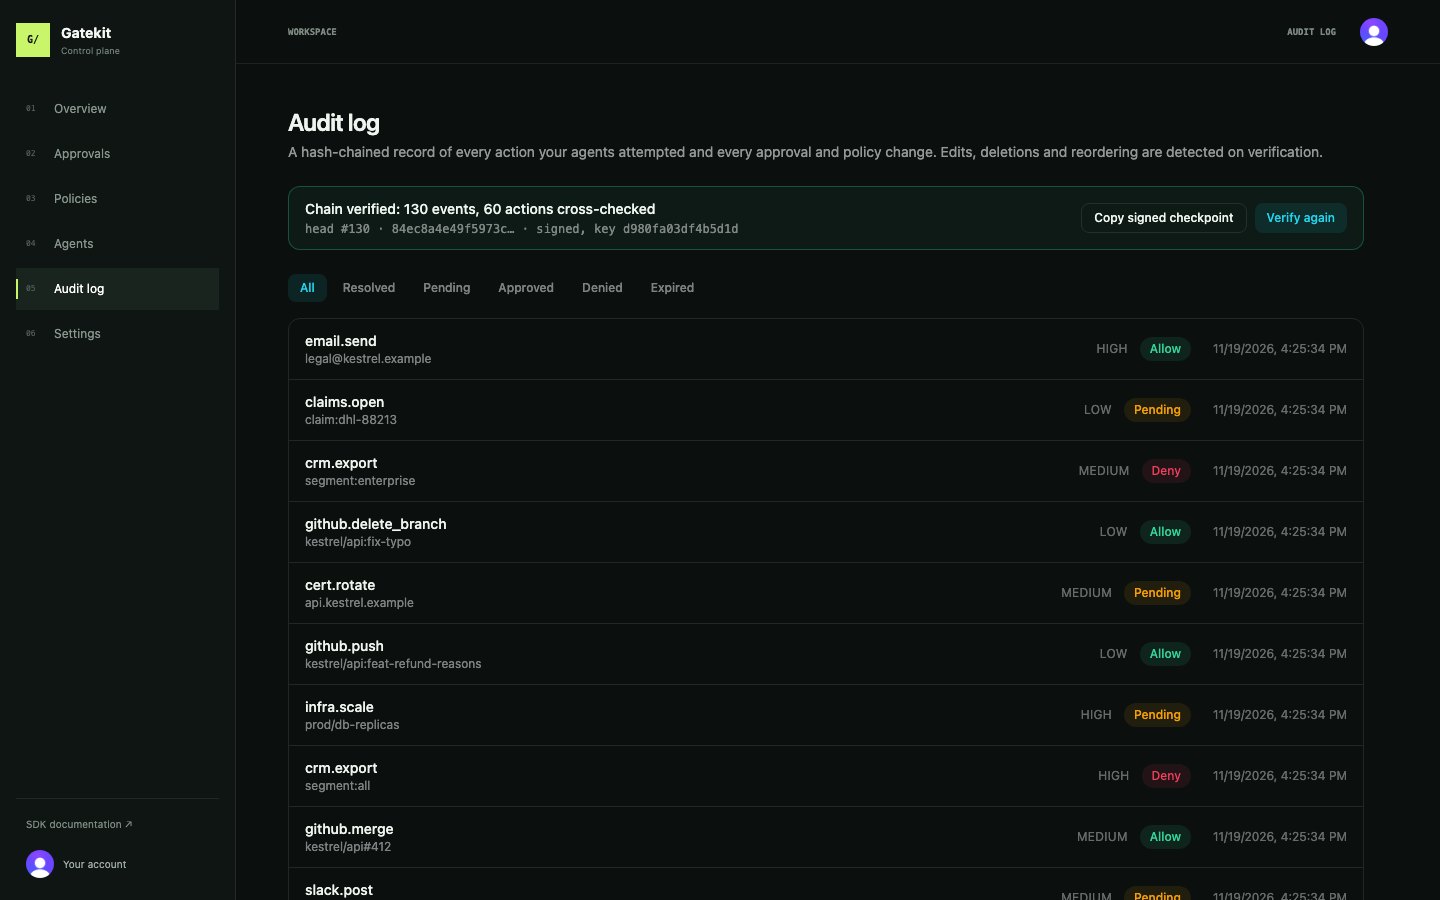 G/
Gatekit
Control plane
01 Overview
02 Approvals
03 Policies
04 Agents
05 Audit log
06 Settings
SDK documentation ↗
Your account
WORKSPACE
AUDIT LOG
Audit log
A hash-chained record of every action your agents attempted and every approval and policy change. Edits, deletions and reordering are detected on verification.
Chain verified: 130 events, 60 actions cross-checked
head #130 · 84ec8a4e49f5973c… · signed, key d980fa03df4b5d1d
Copy signed checkpoint
Verify again
All Resolved Pending Approved Denied Expired
email.send
legal@kestrel.example
HIGH Allow 11/19/2026, 4:25:34 PM
claims.open
claim:dhl-88213
LOW Pending 11/19/2026, 4:25:34 PM
crm.export
segment:enterprise
MEDIUM Deny 11/19/2026, 4:25:34 PM
github.delete_branch
kestrel/api:fix-typo
LOW Allow 11/19/2026, 4:25:34 PM
cert.rotate
api.kestrel.example
MEDIUM Pending 11/19/2026, 4:25:34 PM
github.push
kestrel/api:feat-refund-reasons
LOW Allow 11/19/2026, 4:25:34 PM
infra.scale
prod/db-replicas
HIGH Pending 11/19/2026, 4:25:34 PM
crm.export
segment:all
HIGH Deny 11/19/2026, 4:25:34 PM
github.merge
kestrel/api#412
MEDIUM Allow 11/19/2026, 4:25:34 PM
slack.post
MEDIUM Pending 11/19/2026, 4:25:34 PM